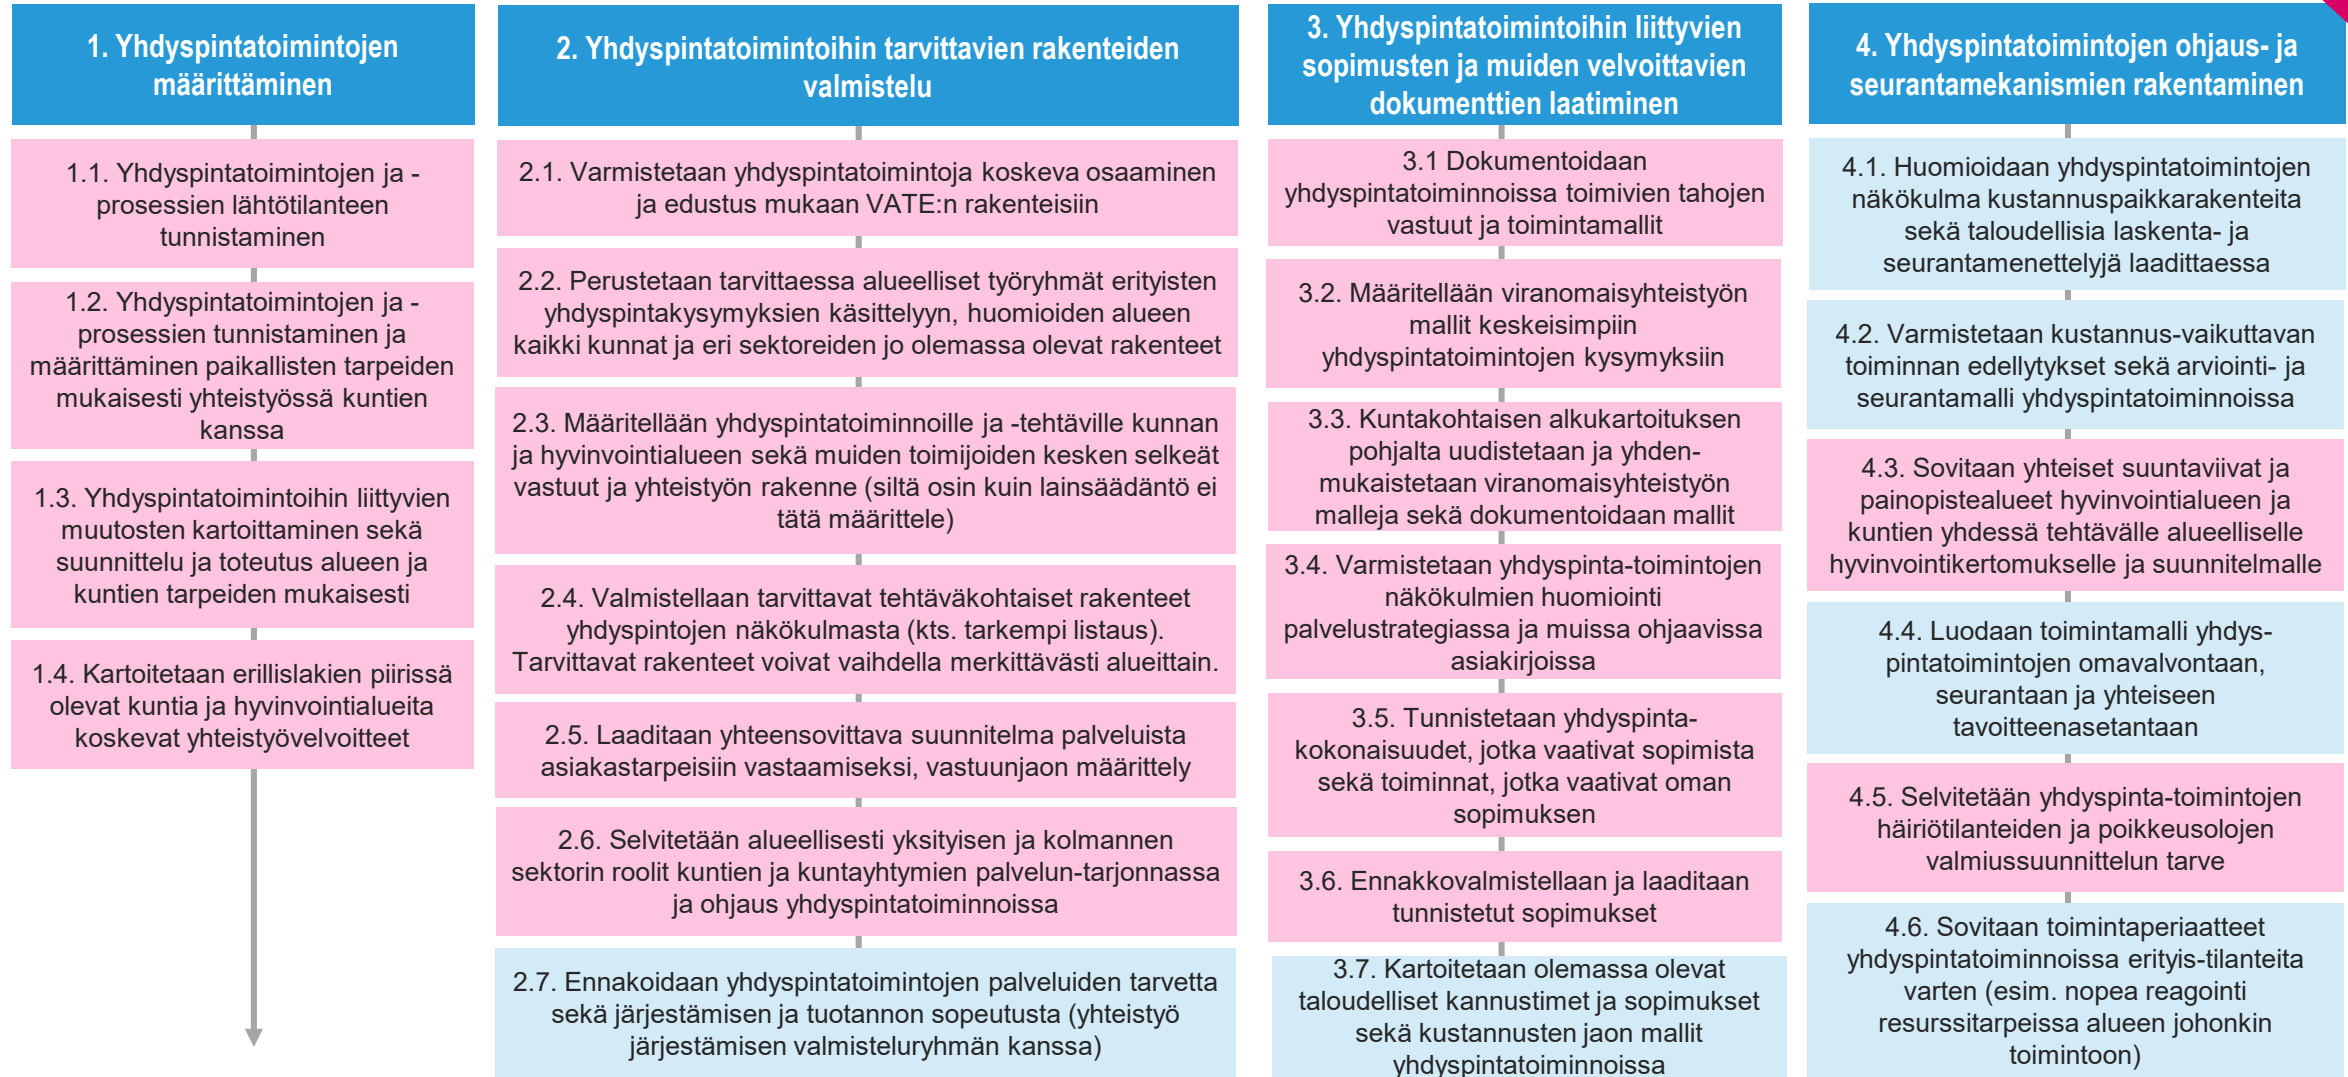 1. Yhdyspintatoimintojen
määrittäminen
1.1. Yhdyspintatoimintojen ja -
prosessien lähtötilanteen
tunnistaminen
1.2. Yhdyspintatoimintojen ja -
prosessien tunnistaminen ja
määrittäminen paikallisten tarpeiden
mukaisesti yhteistyössä kuntien
kanssa
1.3. Yhdyspintatoimintoihin liittyvien
muutosten kartoittaminen sekä
suunnittelu ja toteutus alueen ja
kuntien tarpeiden mukaisesti
1.4. Kartoitetaan erillislakien piirissä
olevat kuntia ja hyvinvointialueita
koskevat yhteistyövelvoitteet
2. Yhdyspintatoimintoihin tarvittavien rakenteiden
valmistelu
2.1. Varmistetaan yhdyspintatoimintoja koskeva osaaminen
ja edustus mukaan VATE:n rakenteisiin
2.2. Perustetaan tarvittaessa alueelliset työryhmät erityisten
yhdyspintakysymyksien käsittelyyn, huomioiden alueen
kaikki kunnat ja eri sektoreiden jo olemassa olevat rakenteet
2.3. Määritellään yhdyspintatoiminnoille ja -tehtäville kunnan
ja hyvinvointialueen sekä muiden toimijoiden kesken selkeät
vastuut ja yhteistyön rakenne (siltä osin kuin lainsäädäntö ei
tätä määrittele)
2.4. Valmistellaan tarvittavat tehtäväkohtaiset rakenteet
yhdyspintojen näkökulmasta (kts. tarkempi listaus).
Tarvittavat rakenteet voivat vaihdella merkittävästi alueittain.
2.5. Laaditaan yhteensovittava suunnitelma palveluista
asiakastarpeisiin vastaamiseksi, vastuunjaon määrittely
2.6. Selvitetään alueellisesti yksityisen ja kolmannen
sektorin roolit kuntien ja kuntayhtymien palvelun-tarjonnassa
ja ohjaus yhdyspintatoiminnoissa
2.7. Ennakoidaan yhdyspintatoimintojen palveluiden tarvetta
sekä järjestämisen ja tuotannon sopeutusta (yhteistyö
järjestämisen valmisteluryhmän kanssa)
3. Yhdyspintatoimintoihin liittyvien
sopimusten ja muiden velvoittavien
dokumenttien laatiminen
3.1 Dokumentoidaan
yhdyspintatoiminnoissa toimivien tahojen
vastuut ja toimintamallit
3.2. Määritellään viranomaisyhteistyön
mallit keskeisimpiin
yhdyspintatoimintojen kysymyksiin
3.3. Kuntakohtaisen alkukartoituksen
pohjalta uudistetaan ja yhden-
mukaistetaan viranomaisyhteistyön
malleja sekä dokumentoidaan mallit
3.4. Varmistetaan yhdyspinta-toimintojen
näkökulmien huomiointi
palvelustrategiassa ja muissa ohjaavissa
asiakirjoissa
3.5. Tunnistetaan yhdyspinta-
kokonaisuudet, jotka vaativat sopimista
sekä toiminnat, jotka vaativat oman
sopimuksen
3.6. Ennakkovalmistellaan ja laaditaan
tunnistetut sopimukset
3.7. Kartoitetaan olemassa olevat
taloudelliset kannustimet ja sopimukset
sekä kustannusten jaon mallit
yhdyspintatoiminnoissa
4. Yhdyspintatoimintojen ohjaus- ja
seurantamekanismien rakentaminen
4.1. Huomioidaan yhdyspintatoimintojen
näkökulma kustannuspaikkarakenteita
sekä taloudellisia laskenta- ja
seurantamenettelyjä laadittaessa
4.2. Varmistetaan kustannus-vaikuttavan
toiminnan edellytykset sekä arviointi- ja
seurantamalli yhdyspintatoiminnoissa
4.3. Sovitaan yhteiset suuntaviivat ja
painopistealueet hyvinvointialueen ja
kuntien yhdessä tehtävälle alueelliselle
hyvinvointikertomukselle ja suunnitelmalle
4.4. Luodaan toimintamalli yhdys-
pintatoimintojen omavalvontaan,
seurantaan ja yhteiseen
tavoitteenasetantaan
4.5. Selvitetään yhdyspinta-toimintojen
häiriötilanteiden ja poikkeusolojen
valmiussuunnittelun tarve
4.6. Sovitaan toimintaperiaatteet
yhdyspintatoiminnoissa erityis-tilanteita
varten (esim. nopea reagointi
resurssitarpeissa alueen johonkin
toimintoon)